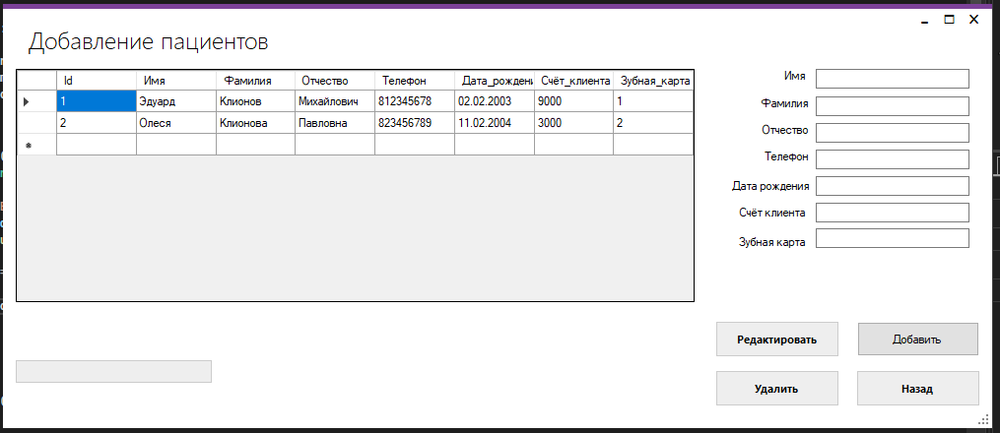 Добавление пациентов
Id Имя Фамилия Отчество Телефон Дата_рождени Счёт_клиента Зубная_карта
1 Эдуард Клионов Михайлович 812345678 02.02.2003 9000 1
2 Олеся Клионова Павловна 823456789 11.02.2004 3000 2
Имя
Фамилия
Отчество
Телефон
Дата рождения
Счёт клиента
Зубная карта
Редактировать Добавить
Удалить Назад